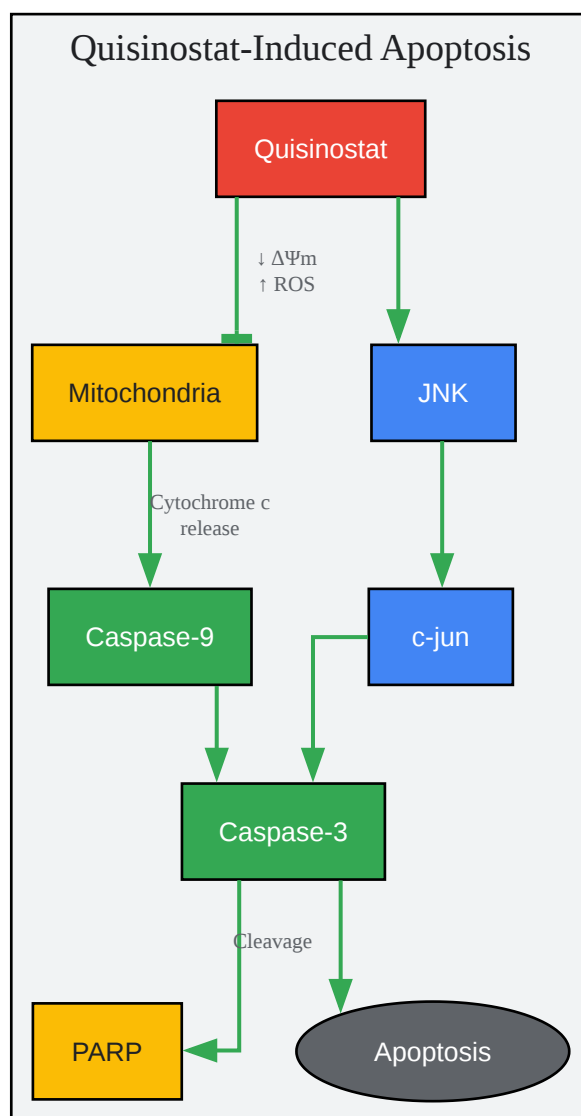 Quisinostat-Induced Apoptosis
Quisinostat
↓ ΔΨm
↑ ROS
Mitochondria
JNK
Cytochrome c
release
Caspase-9
c-jun
Caspase-3
Cleavage
PARP
Apoptosis